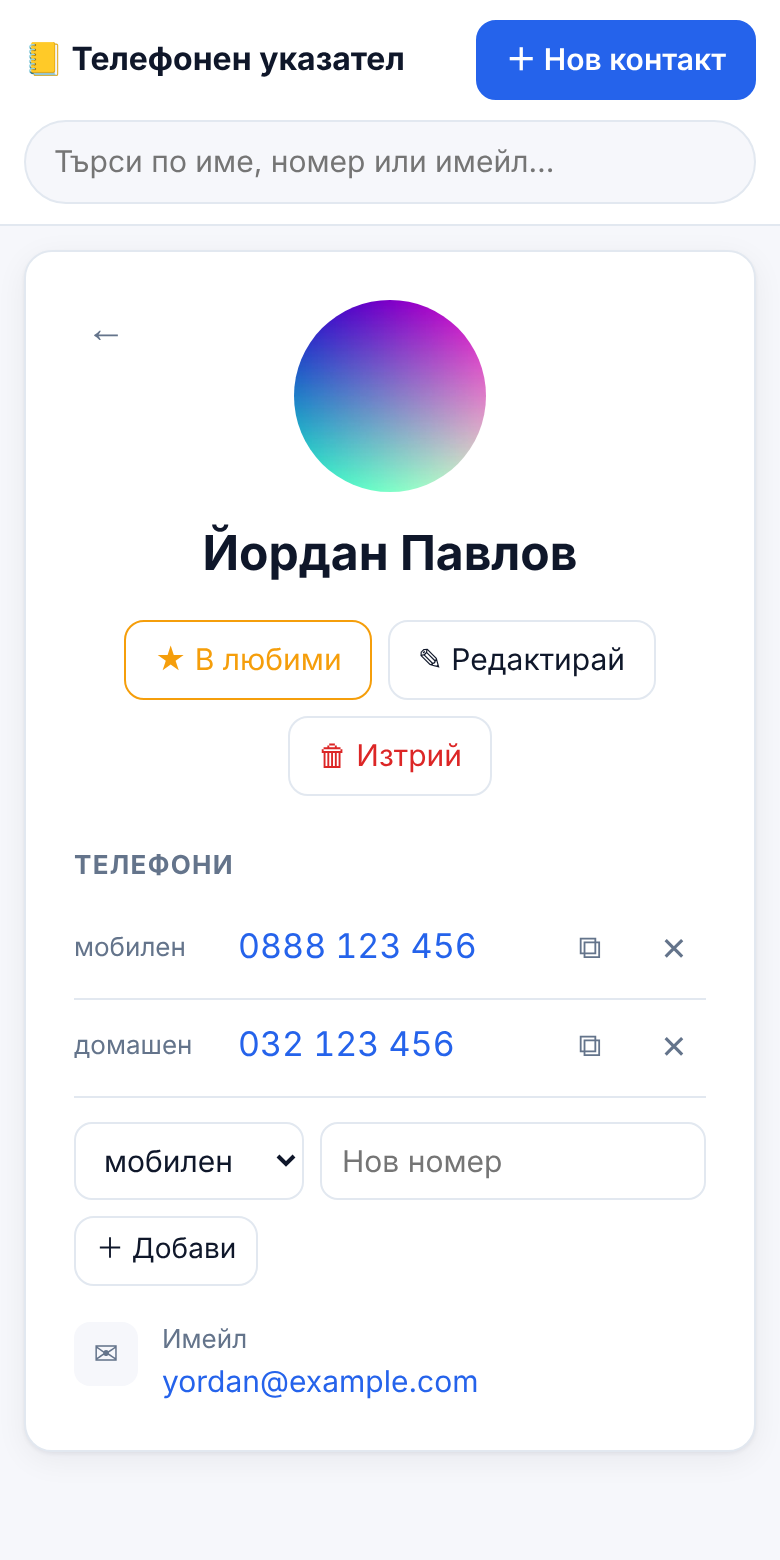 📒 Телефонен указател
+ Нов контакт
Търси по име, номер или имейл...
←
Йордан Павлов
★ В любими
✎ Редактирай
🗑 Изтрий
ТЕЛЕФОНИ
мобилен 0888 123 456 ⧉ ✕
домашен 032 123 456 ⧉ ✕
мобилен
Нов номер
+ Добави
✉ Имейл
yordan@example.com